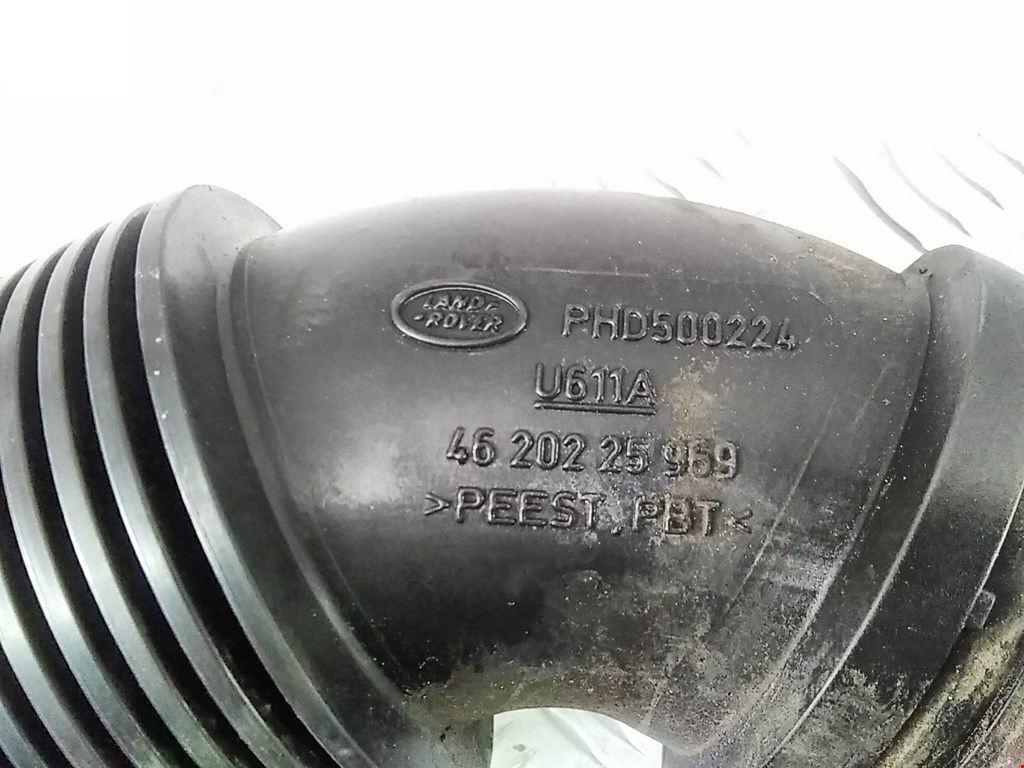 LAND-
-ROVER
PHD500224
U611A
46 202 25 969
>PEEST,PBT<